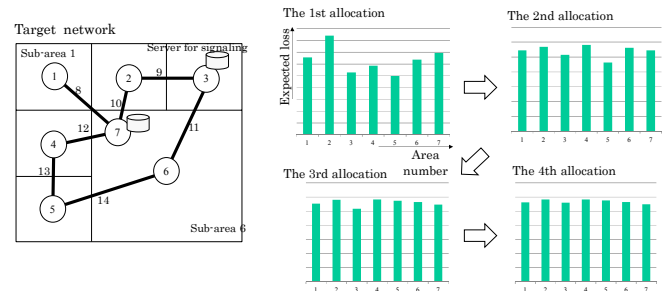 Target network
Sub-area 1
Server for signaling
1
2
3
4
5
6
7
8
9
10
11
12
13
14
Sub-area 6
The 1st allocation
Expected loss
1 2 3 4 5 6 7
Area
number
The 2nd allocation
1 2 3 4 5 6 7
The 3rd allocation
1 2 3 4 5 6 7
The 4th allocation
1 2 3 4 5 6 7